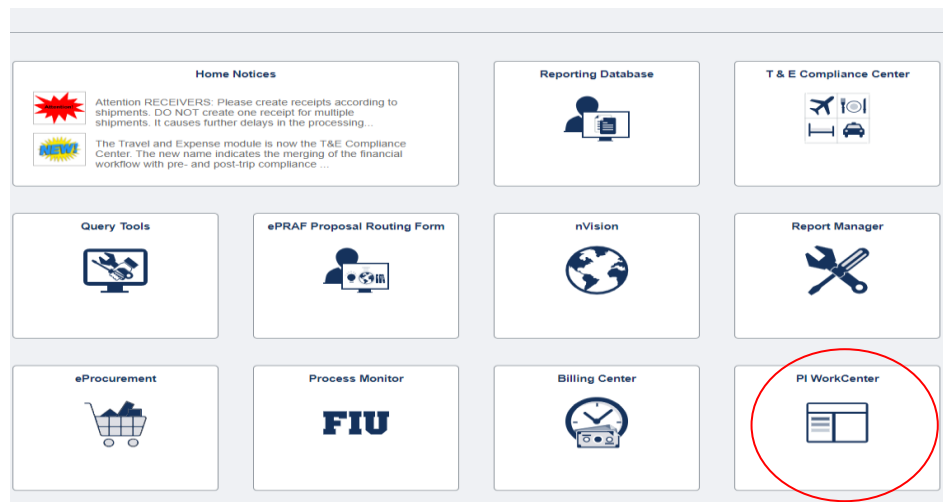 Home Notices
Attention!
Attention RECEIVERS: Please create receipts according to
shipments. DO NOT create one receipt for multiple
shipments. It causes further delays in the processing...
NEW!
The Travel and Expense module is now the T&E Compliance
Center. The new name indicates the merging of the financial
workflow with pre- and post-trip compliance ...
Reporting Database
T & E Compliance Center
Query Tools
ePRAF Proposal Routing Form
nVision
Report Manager
eProcurement
Process Monitor
FIU
Billing Center
PI WorkCenter